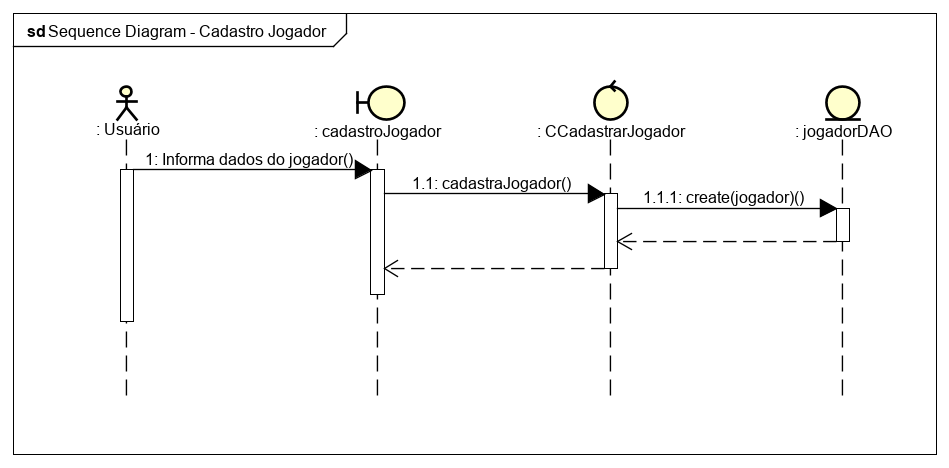 sd Sequence Diagram - Cadastro Jogador
: Usuário
: cadastroJogador
: CCadastrarJogador
: jogadorDAO
1: Informa dados do jogador()
1.1: cadastraJogador()
1.1.1: create(jogador)()